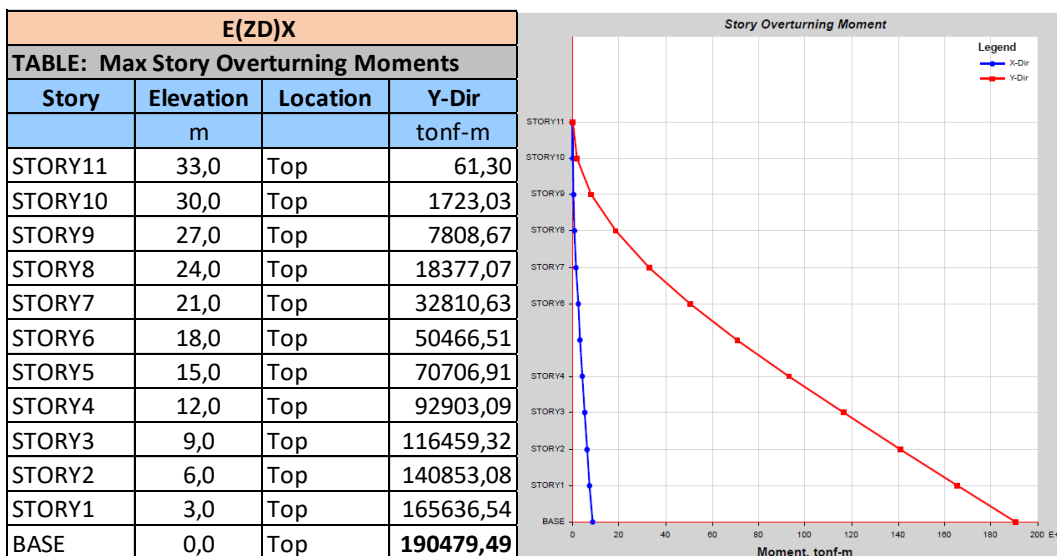 E(ZD)X
TABLE: Max Story Overturning Moments
Story Elevation Location Y-Dir
m tonf-m
STORY11 33,0 Top 61,30
STORY10 30,0 Top 1723,03
STORY9 27,0 Top 7808,67
STORY8 24,0 Top 18377,07
STORY7 21,0 Top 32810,63
STORY6 18,0 Top 50466,51
STORY5 15,0 Top 70706,91
STORY4 12,0 Top 92903,09
STORY3 9,0 Top 116459,32
STORY2 6,0 Top 140853,08
STORY1 3,0 Top 165636,54
BASE 0,0 Top 190479,49
Story Overturning Moment
Legend
X-Dir
Y-Dir
STORY11
STORY10
STORY9
STORY8
STORY7
STORY6
STORY4
STORY3
STORY2
STORY1
BASE
0 20 40 60 80 100 120 140 160 180 200
Moment, tonf-m